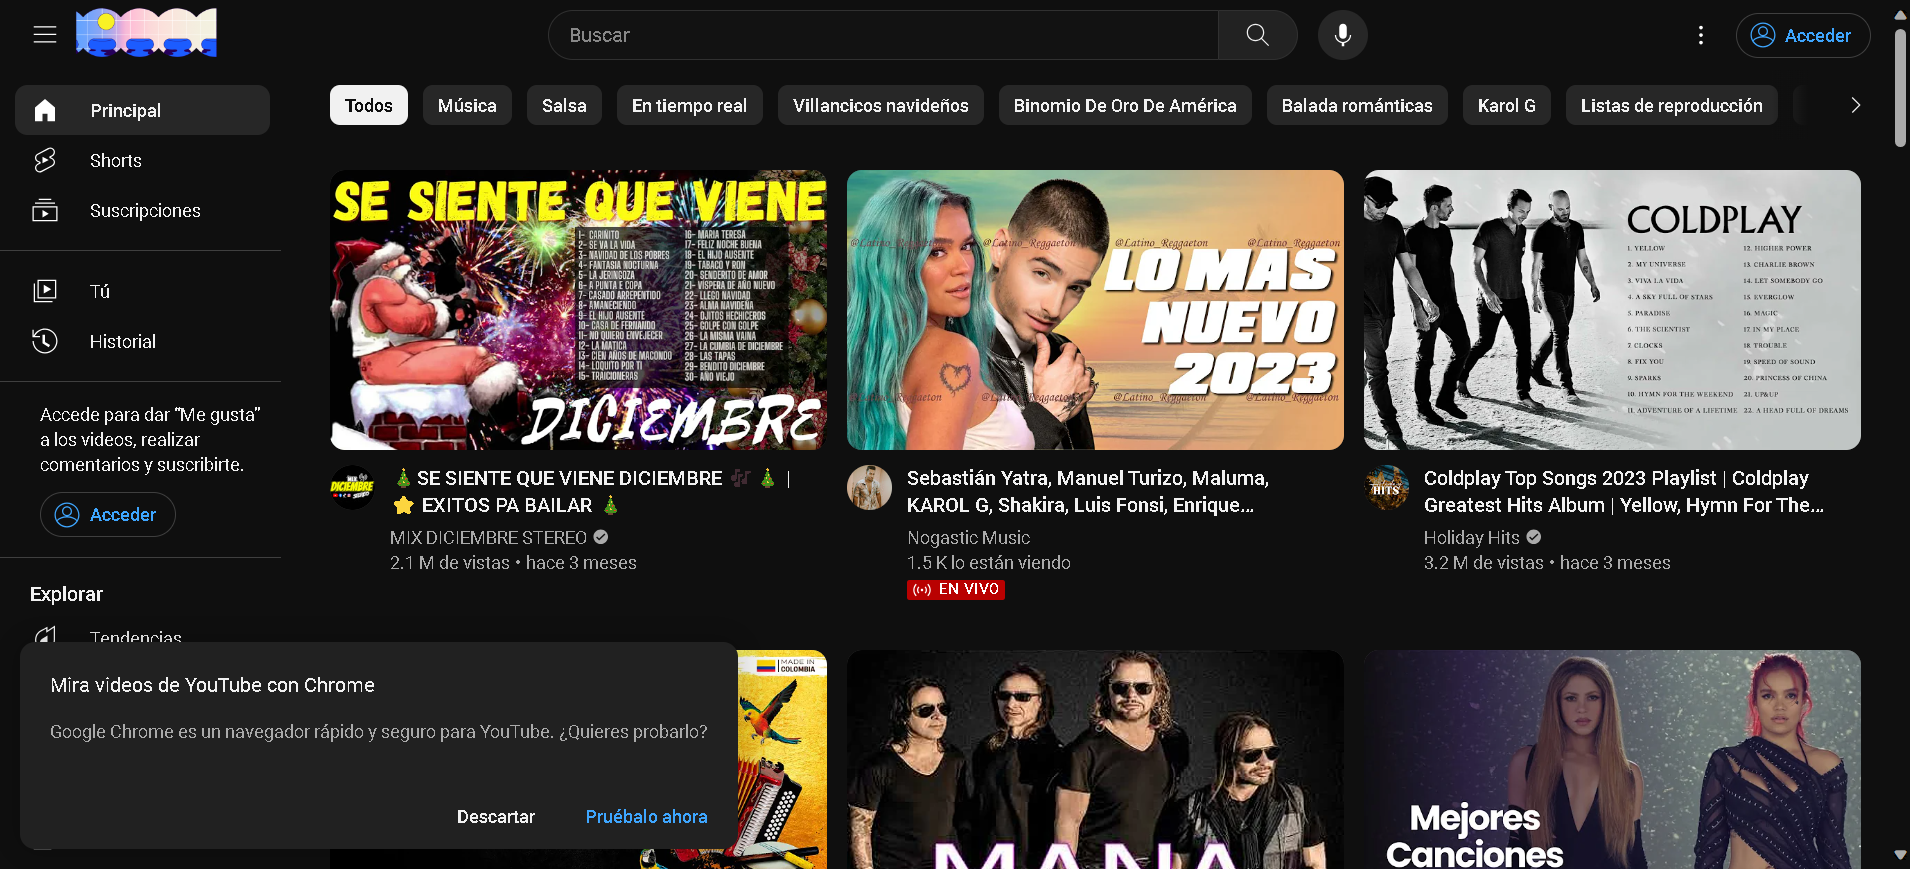 Buscar
Acceder
Principal
Shorts
Suscripciones
Tú
Historial
Accede para dar “Me gusta”
a los videos, realizar
comentarios y suscribirte.
Acceder
Explorar
Tendencias
Todos
Música
Salsa
En tiempo real
Villancicos navideños
Binomio De Oro De América
Balada románticas
Karol G
Listas de reproducción
SE SIENTE QUE VIENE
1- CARIÑITO
2- SE VA LA VIDA
3- NAVIDAD DE LOS POBRES
4- FANTASIA NOCTURNA
5- LA JERINGOZA
6- A PUNTA E COPA
7- CASADO ARREPENTIDO
8- AMANECIENDO
9- EL HIJO AUSENTE
10- CASA DE FERNANDO
11- NO QUIERO ENVEJECER
12- LA MATICA
13- CIEN AÑOS DE MACONDO
14- LOQUITO POR TI
15- TRAICIONERAS
16- MARIA TERESA
17- FELIZ NOCHE BUENA
18- EL HIJO AUSENTE
19- TABACO Y RON
20- SENDERITO DE AMOR
21- VISPERA DE AÑO NUEVO
22- LLEGO NAVIDAD
23- ALMA NAVIDEÑA
24- OJITOS HECHICEROS
25- GOLPE CON GOLPE
26- LA MISMA VAINA
27- LA CUMBIA DE DICIEMBRE
28- LAS TAPAS
29- BENDITO DICIEMBRE
30- AÑO VIEJO
DICIEMBRE
@Latino_Reggaeton @Latino_Reggaeton @Latino_Reggaeton @Latino_Reggaeton
LO MAS
NUEVO
2023
@Latino_Reggaeton @Latino_Reggaeton @Latino_Reggaeton @Latino_Reggaeton
COLDPLAY
1. YELLOW
2. MY UNIVERSE
3. VIVA LA VIDA
4. A SKY FULL OF STARS
5. PARADISE
6. THE SCIENTIST
7. CLOCKS
8. FIX YOU
9. SPARKS
10. HYMN FOR THE WEEKEND
11. ADVENTURE OF A LIFETIME
12. HIGHER POWER
13. CHARLIE BROWN
14. LET SOMEBODY GO
15. EVERGLOW
16. MAGIC
17. IN MY PLACE
18. TROUBLE
19. SPEED OF SOUND
20. PRINCESS OF CHINA
21. UP&UP
22. A HEAD FULL OF DREAMS
MIX
DICIEMBRE
STEREO
🎄 SE SIENTE QUE VIENE DICIEMBRE 🎶 🎄 |
⭐ EXITOS PA BAILAR 🎄
MIX DICIEMBRE STEREO
2.1 M de vistas • hace 3 meses
Sebastián Yatra, Manuel Turizo, Maluma,
KAROL G, Shakira, Luis Fonsi, Enrique...
Nogastic Music
1.5 K lo están viendo
EN VIVO
HITS
Coldplay Top Songs 2023 Playlist | Coldplay
Greatest Hits Album | Yellow, Hymn For The...
Holiday Hits
3.2 M de vistas • hace 3 meses
Mira videos de YouTube con Chrome
Google Chrome es un navegador rápido y seguro para YouTube. ¿Quieres probarlo?
Descartar
Pruébalo ahora
MADE IN
COLOMBIA
MANA
Mejores
Canciones